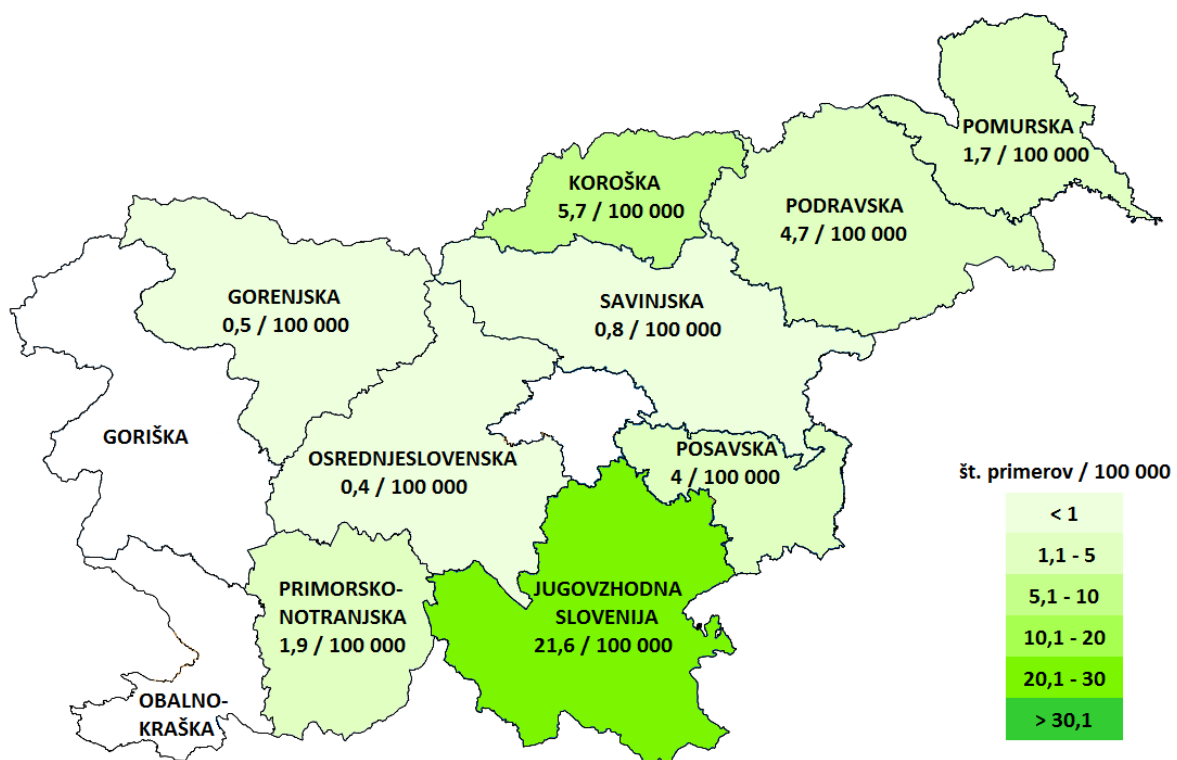 POMURSKA
1,7 / 100 000
KOROŠKA
5,7 / 100 000
PODRAVSKA
4,7 / 100 000
GORENJSKA
0,5 / 100 000
SAVINJSKA
0,8 / 100 000
GORIŠKA
OSREDNJESLOVENSKA
0,4 / 100 000
POSAVSKA
4 / 100 000
PRIMORSKO-
NOTRANJSKA
1,9 / 100 000
JUGOVZHODNA
SLOVENIJA
21,6 / 100 000
OBALNO-
KRAŠKA
št. primerov / 100 000
< 1
1,1 - 5
5,1 - 10
10,1 - 20
20,1 - 30
> 30,1